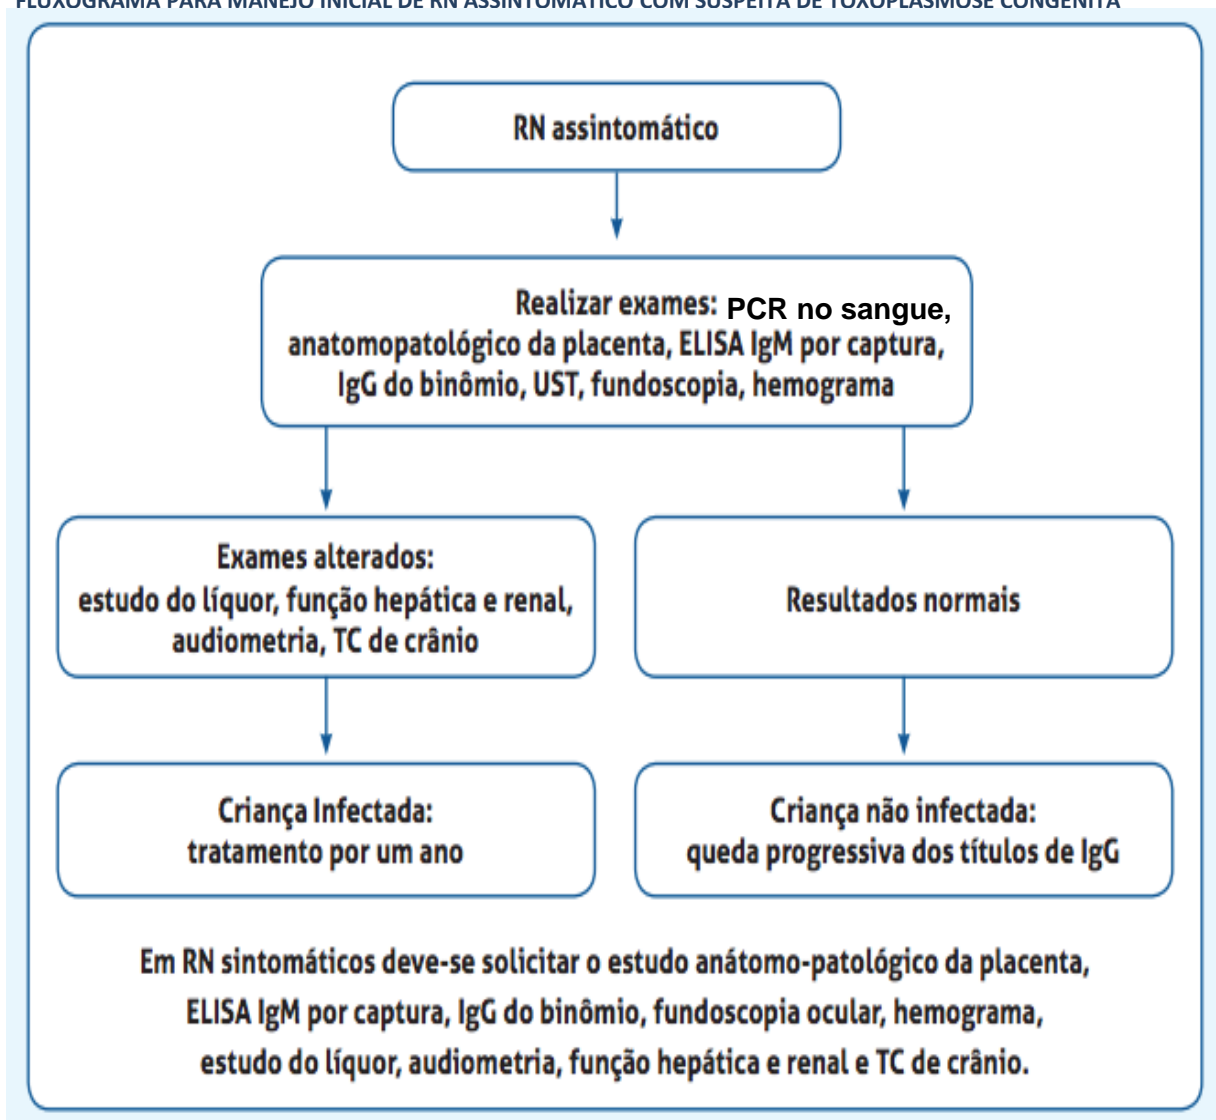 FLUXOGRAMA PARA MANEJO INICIAL DE RN ASSINTOMÁTICO COM SUSPEITA DE TOXOPLASMOSE CONGÊNITA
RN assintomático
Realizar exames: PCR no sangue,
anatomopatológico da placenta, ELISA IgM por captura,
IgG do binômio, UST, fundoscopia, hemograma
Exames alterados:
estudo do líquor, função hepática e renal,
audiometria, TC de crânio
Resultados normais
Criança Infectada:
tratamento por um ano
Criança não infectada:
queda progressiva dos títulos de IgG
Em RN sintomáticos deve-se solicitar o estudo anátomo-patológico da placenta,
ELISA IgM por captura, IgG do binômio, fundoscopia ocular, hemograma,
estudo do líquor, audiometria, função hepática e renal e TC de crânio.